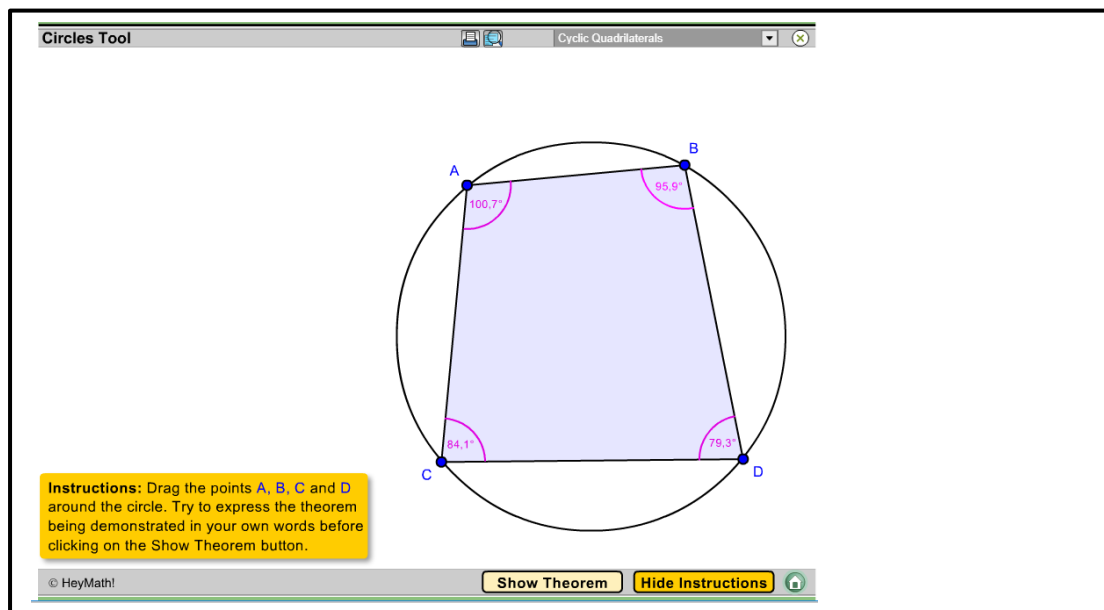 Circles Tool
Cyclic Quadrilaterals
A
B
100,7°
95,9°
84,1°
79,3°
C
D
Instructions: Drag the points A, B, C and D
around the circle. Try to express the theorem
being demonstrated in your own words before
clicking on the Show Theorem button.
© HeyMath!
Show Theorem
Hide Instructions